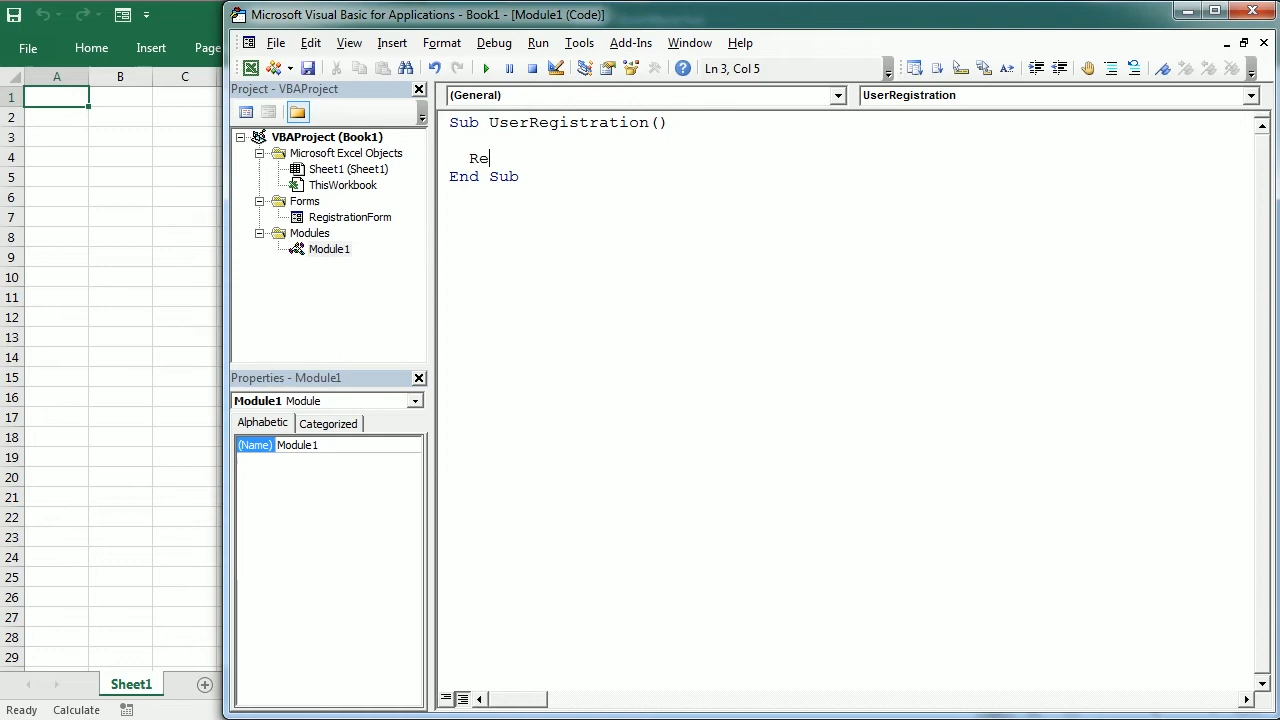 Microsoft Visual Basic for Applications - Book1 - [Module1 (Code)]
File Home Insert Page
File Edit View Insert Format Debug Run Tools Add-Ins Window Help
Ln 3, Col 5
Project - VBAProject
(General) UserRegistration
A B C
1
2
3
4
5
6
7
8
9
10
11
12
13
14
15
16
17
18
19
20
21
22
23
24
25
26
27
28
29
VBAProject (Book1)
Microsoft Excel Objects
Sheet1 (Sheet1)
ThisWorkbook
Forms
RegistrationForm
Modules
Module1
Sub UserRegistration()
Re
End Sub
Properties - Module1
Module1 Module
Alphabetic Categorized
(Name) Module1
Sheet1
Ready Calculate